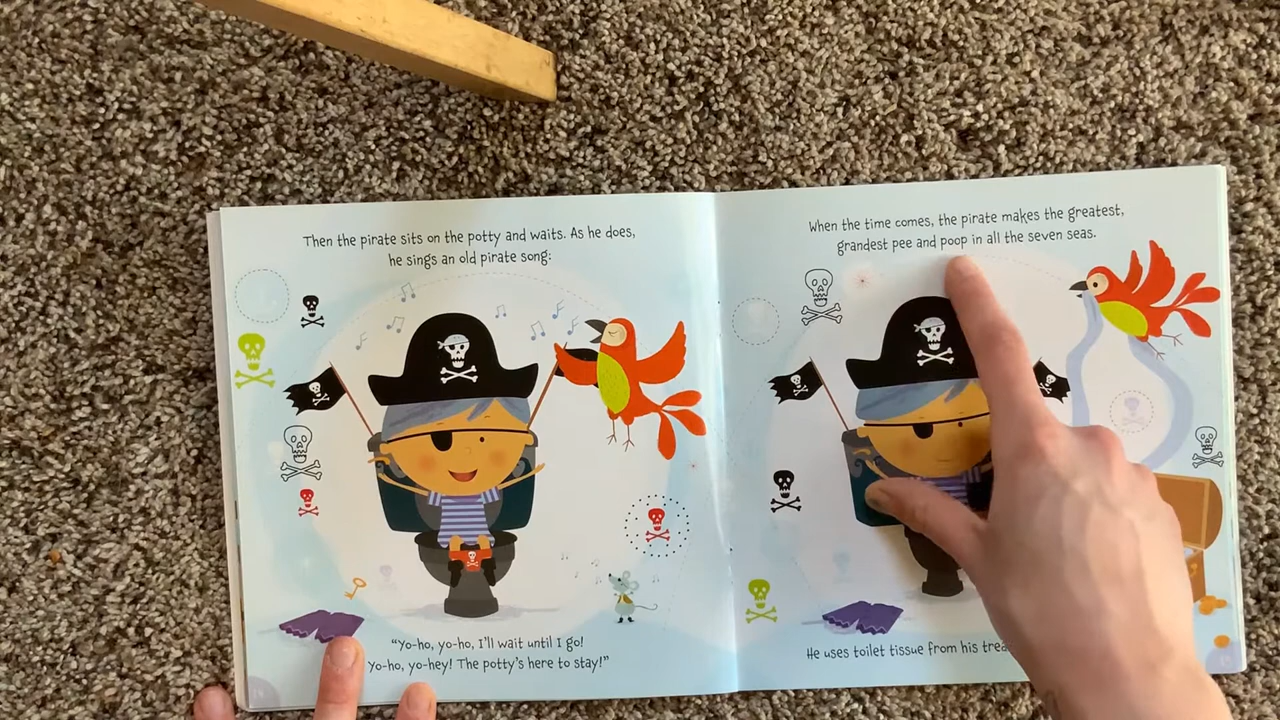 Then the pirate sits on the potty and waits. As he does,
he sings an old pirate song:
"Yo-ho, yo-ho, I'll wait until I go!
Yo-ho, yo-hey! The potty's here to stay!"
14
When the time comes, the pirate makes the greatest,
grandest pee and poop in all the seven seas.
He uses toilet tissue from his